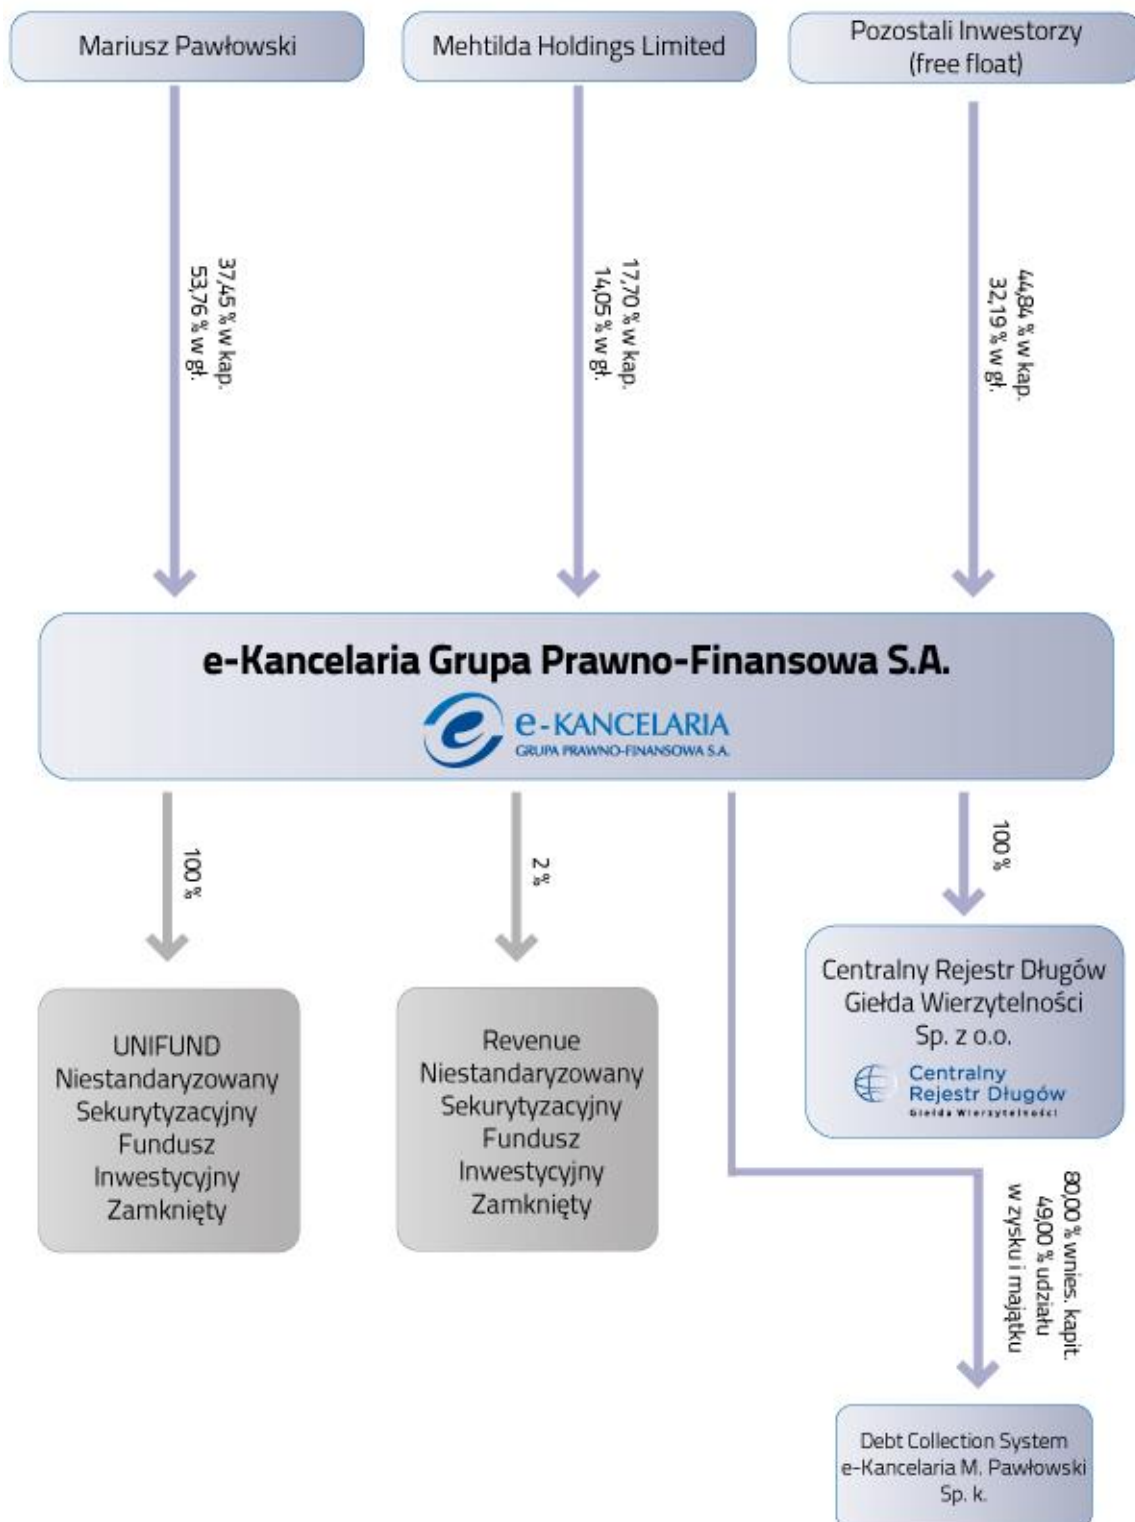 Mariusz Pawłowski
Mehtilda Holdings Limited
Pozostali Inwestorzy
(free float)
37,45 % w kap.
53,76 % w gł.
17,70 % w kap.
14,05 % w gł.
44,84 % w kap.
32,19 % w gł.
e-Kancelaria Grupa Prawno-Finansowa S.A.
e-KANCELARIA
GRUPA PRAWNO-FINANSOWA S.A.
100 %
2 %
100 %
UNIFUND
Niestandaryzowany
Sekurytyzacyjny
Fundusz
Inwestycyjny
Zamknięty
Revenue
Niestandaryzowany
Sekurytyzacyjny
Fundusz
Inwestycyjny
Zamknięty
Centralny Rejestr Długów
Giełda Wierzytelności
Sp. z o.o.
Centralny
Rejestr Długów
Giełda Wierzytelności
80,00 % wnies. kapit.
49,00 % udziału
w zysku i majątku
Debt Collection System
e-Kancelaria M. Pawłowski
Sp. k.